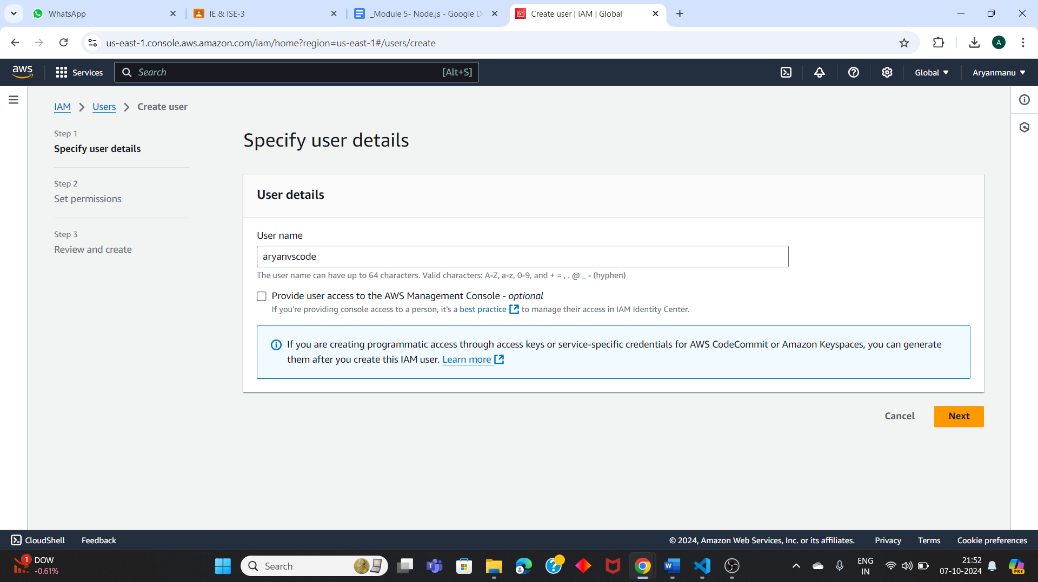 WhatsApp
IE & ISE-3
_Module 5- Node.js - Google D
Create user | IAM | Global
us-east-1.console.aws.amazon.com/iam/home?region=us-east-1#/users/create
A
aws
Services
Search
[Alt+S]
Global
Aryanmanu
IAM
Users
Create user
Step 1
Specify user details
Step 2
Set permissions
Step 3
Review and create
Specify user details
User details
User name
aryanvscode
The user name can have up to 64 characters. Valid characters: A-Z, a-z, 0-9, and + = , . @ _ - (hyphen)
Provide user access to the AWS Management Console - optional
If you're providing console access to a person, it's a best practice to manage their access in IAM Identity Center.
If you are creating programmatic access through access keys or service-specific credentials for AWS CodeCommit or Amazon Keyspaces, you can generate
them after you create this IAM user. Learn more
Cancel
Next
CloudShell
Feedback
© 2024, Amazon Web Services, Inc. or its affiliates.
Privacy
Terms
Cookie preferences
1
DOW
-0.61%
Search
ENG
IN
21:52
07-10-2024